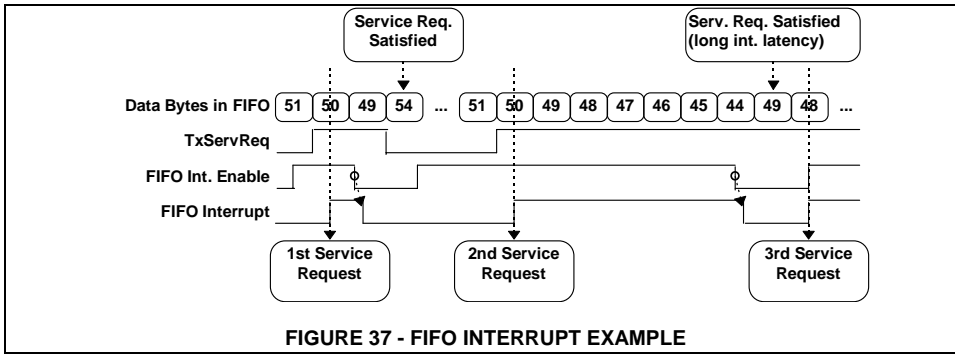 Service Req.
Satisfied
Serv. Req. Satisfied
(long int. latency)
Data Bytes in FIFO 51 50 49 54 ... 51 50 49 48 47 46 45 44 49 48 ...
TxServReq
FIFO Int. Enable
FIFO Interrupt
1st Service
Request
2nd Service
Request
3rd Service
Request
FIGURE 37 - FIFO INTERRUPT EXAMPLE